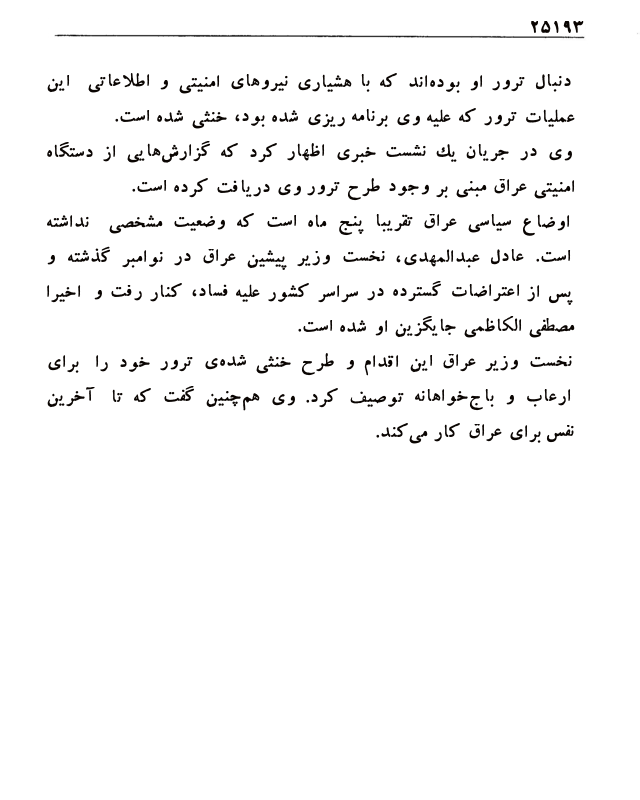 ۲۵۱۹۳
دنبال ترور او بوده‌اند که با هشیاری نیروهای امنیتی و اطلاعاتی این
عملیات ترور که علیه وی برنامه ریزی شده بود، خنثی شده است.
وی در جریان یك نشست خبری اظهار کرد که گزارش‌هایی از دستگاه
امنیتی عراق مبنی بر وجود طرح ترور وی دریافت کرده است.
اوضاع سیاسی عراق تقریبا پنج ماه است که وضعیت مشخصی نداشته
است. عادل عبدالمهدی، نخست وزیر پیشین عراق در نوامبر گذشته و
پس از اعتراضات گسترده در سراسر کشور علیه فساد، کنار رفت و اخیرا
مصطفی الکاظمی جایگزین او شده است.
نخست وزیر عراق این اقدام و طرح خنثی شده‌ی ترور خود را برای
ارعاب و باج‌خواهانه توصیف کرد. وی هم‌چنین گفت که تا آخرین
نفس برای عراق کار می‌کند.